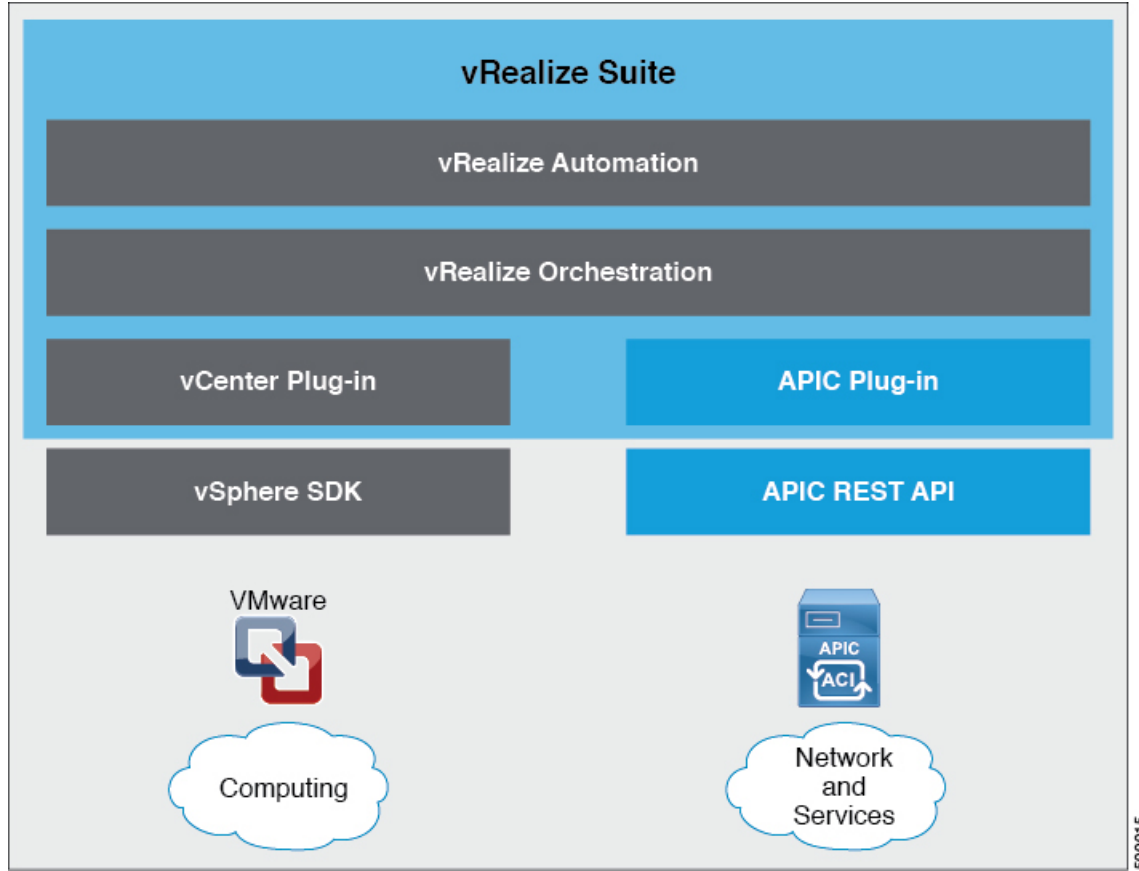 vRealize Suite
vRealize Automation
vRealize Orchestration
vCenter Plug-in
APIC Plug-in
vSphere SDK
APIC REST API
VMware
APIC
ACI
Computing
Network
and
Services